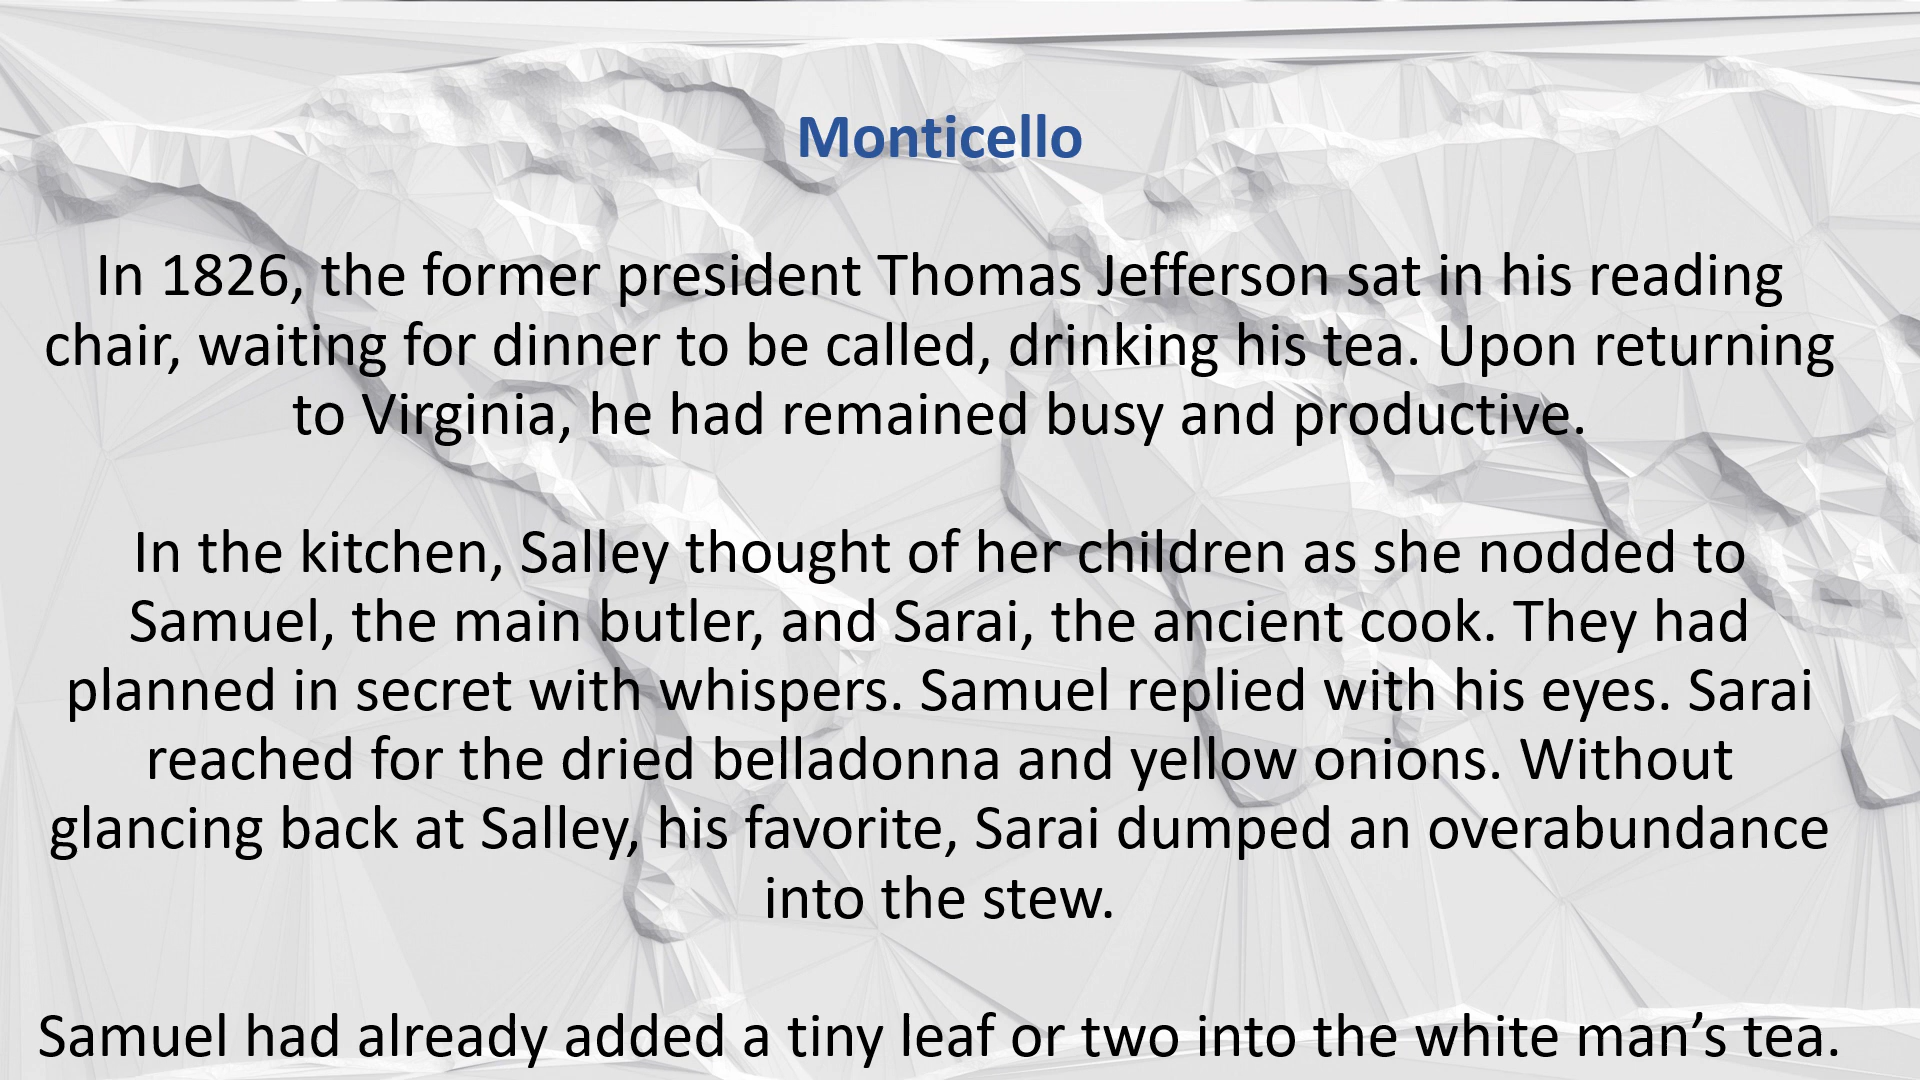 Monticello
In 1826, the former president Thomas Jefferson sat in his reading
chair, waiting for dinner to be called, drinking his tea. Upon returning
to Virginia, he had remained busy and productive.
In the kitchen, Salley thought of her children as she nodded to
Samuel, the main butler, and Sarai, the ancient cook. They had
planned in secret with whispers. Samuel replied with his eyes. Sarai
reached for the dried belladonna and yellow onions. Without
glancing back at Salley, his favorite, Sarai dumped an overabundance
into the stew.
Samuel had already added a tiny leaf or two into the white man’s tea.